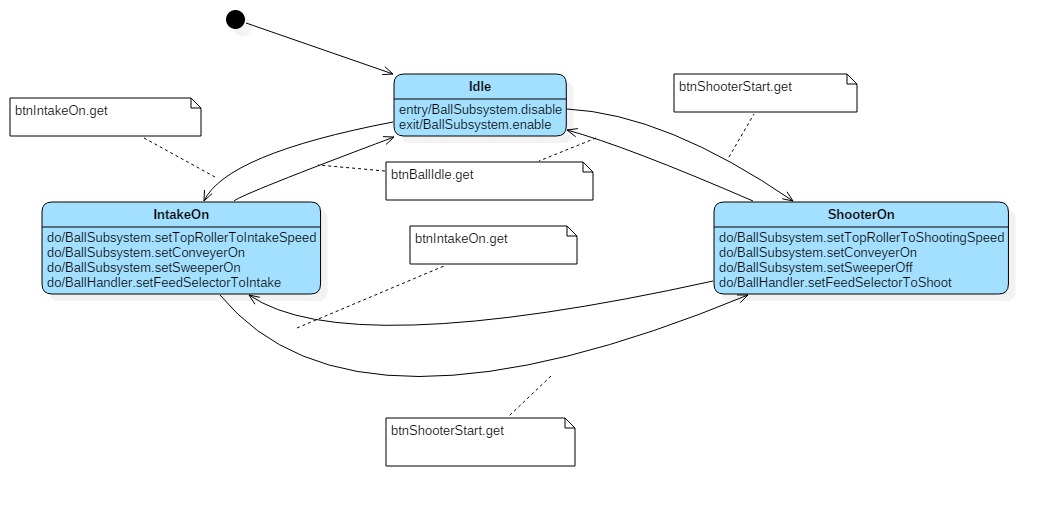 Idle
entry/BallSubsystem.disable
exit/BallSubsystem.enable
btnShooterStart.get
btnIntakeOn.get
btnBallIdle.get
IntakeOn
do/BallSubsystem.setTopRollerToIntakeSpeed
do/BallSubsystem.setConveyerOn
do/BallSubsystem.setSweeperOn
do/BallHandler.setFeedSelectorToIntake
btnIntakeOn.get
ShooterOn
do/BallSubsystem.setTopRollerToShootingSpeed
do/BallSubsystem.setConveyerOn
do/BallSubsystem.setSweeperOff
do/BallHandler.setFeedSelectorToShoot
btnShooterStart.get